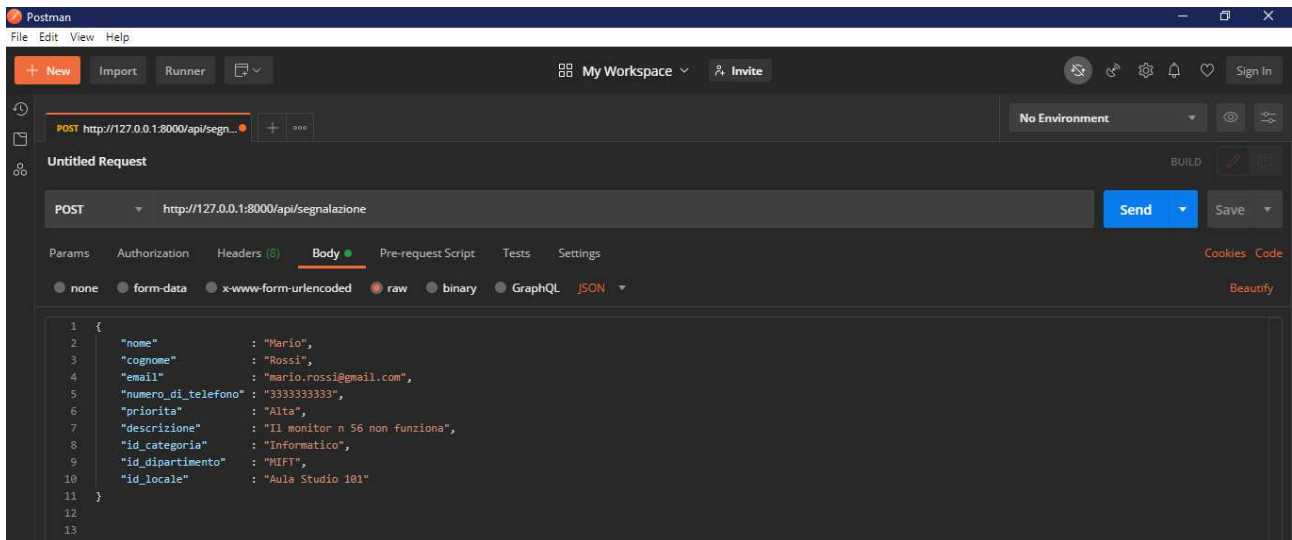 Postman
File Edit View Help
+ New Import Runner My Workspace Invite Sign In
POST http://127.0.0.1:8000/api/segn... + ooo No Environment
Untitled Request BUILD
POST http://127.0.0.1:8000/api/segnalazione Send Save
Params Authorization Headers (8) Body Pre-request Script Tests Settings Cookies Code
none form-data x-www-form-urlencoded raw binary GraphQL JSON Beautify
1 {
2 "nome" : "Mario",
3 "cognome" : "Rossi",
4 "email" : "mario.rossi@gmail.com",
5 "numero_di_telefono" : "3333333333",
6 "priorita" : "Alta",
7 "descrizione" : "Il monitor n 56 non funziona",
8 "id_categoria" : "Informatico",
9 "id_dipartimento" : "MIFT",
10 "id_locale" : "Aula Studio 101"
11 }
12
13